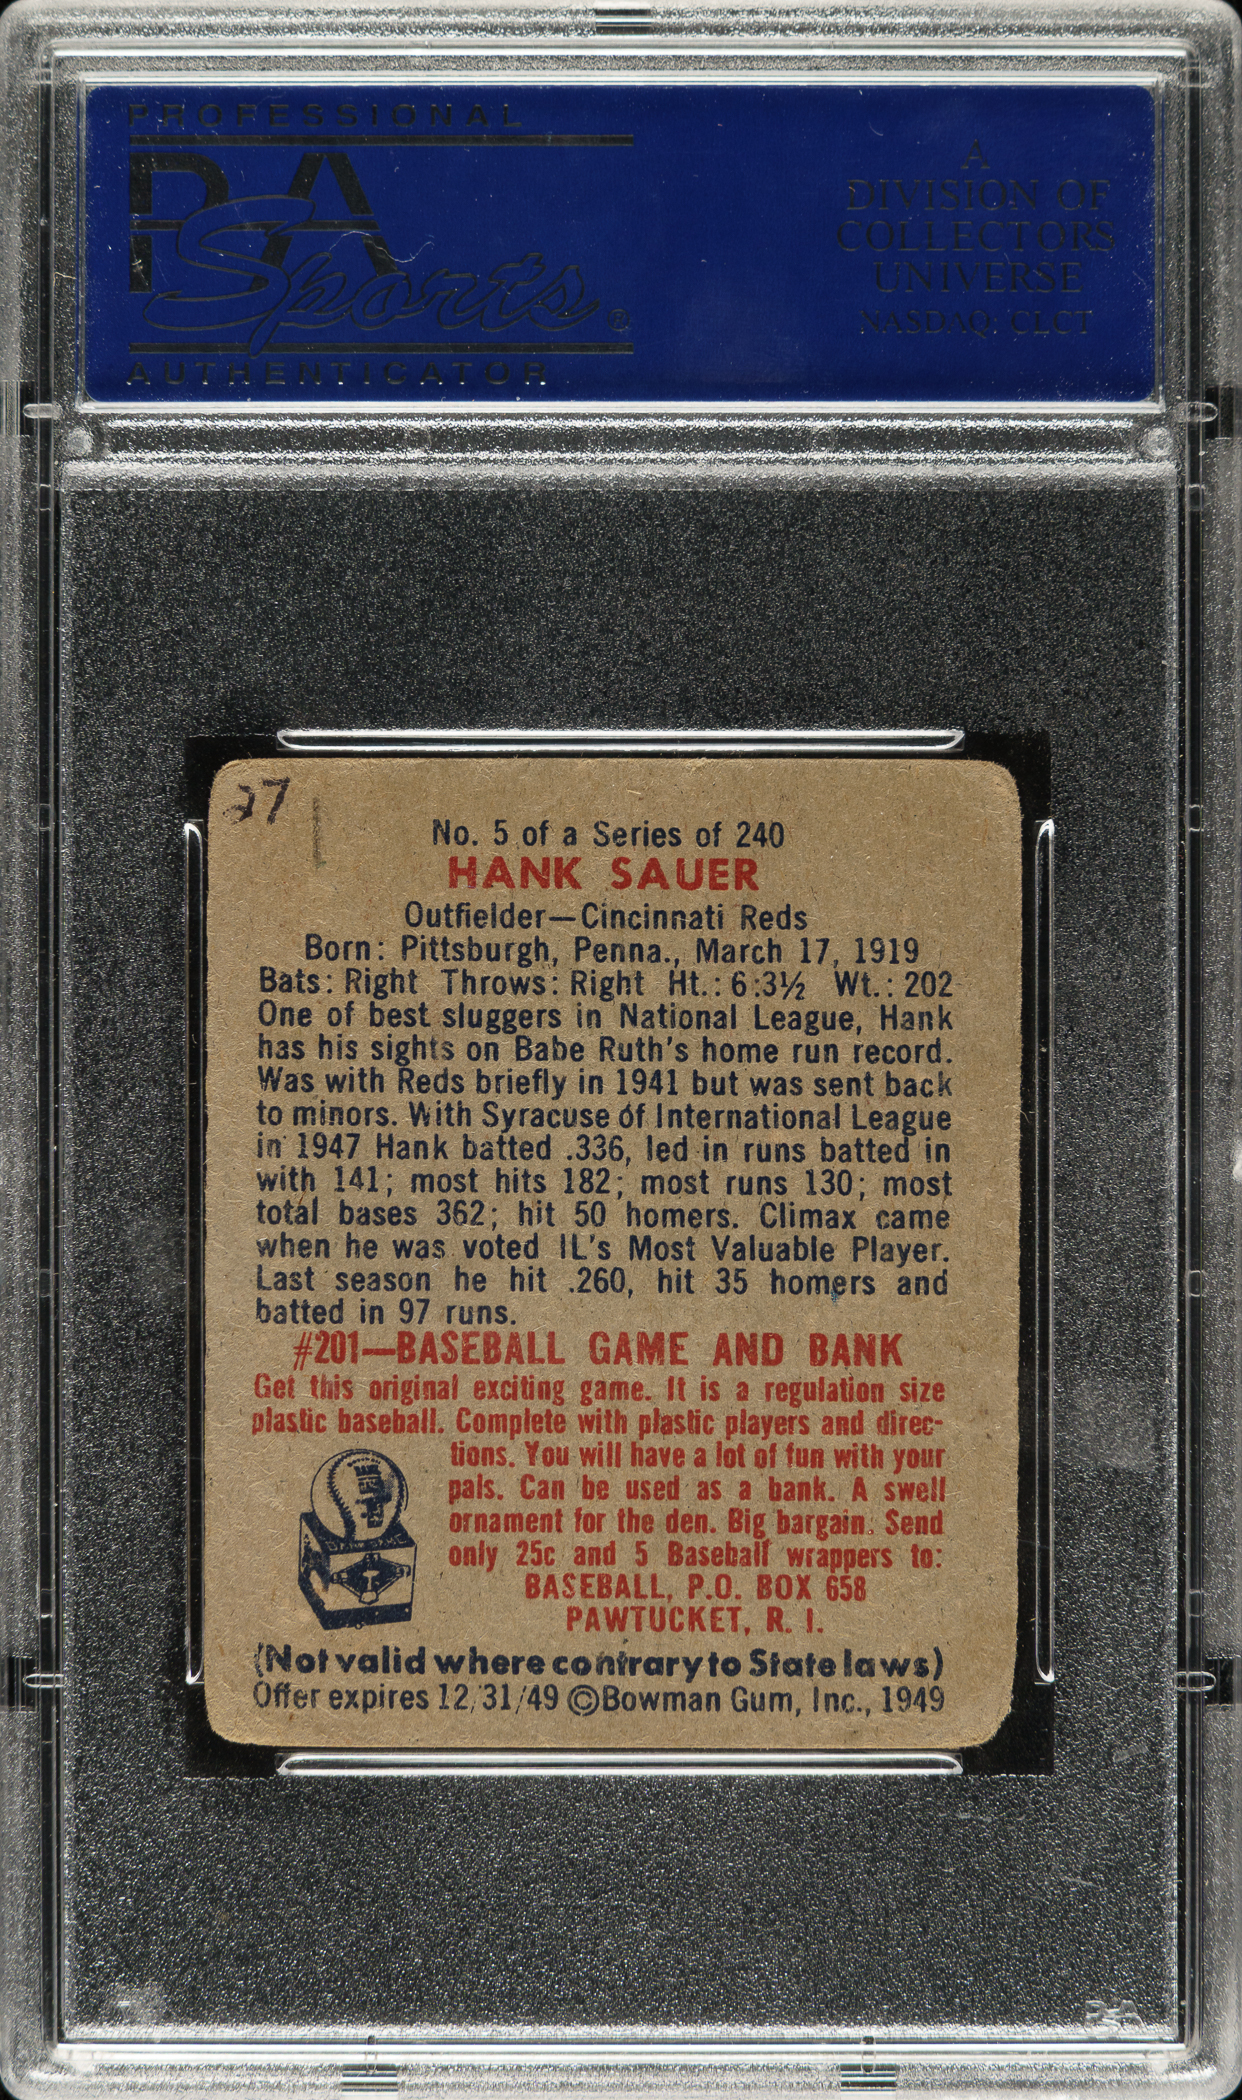 PROFESSIONAL
PSA
Sports®
AUTHENTICATOR
A
DIVISION OF
COLLECTORS
UNIVERSE
NASDAQ: CLCT
27
No. 5 of a Series of 240
HANK SAUER
Outfielder—Cincinnati Reds
Born: Pittsburgh, Penna., March 17, 1919
Bats: Right Throws: Right Ht.: 6:3½ Wt.: 202
One of best sluggers in National League, Hank
has his sights on Babe Ruth's home run record.
Was with Reds briefly in 1941 but was sent back
to minors. With Syracuse of International League
in 1947 Hank batted .336, led in runs batted in
with 141; most hits 182; most runs 130; most
total bases 362; hit 50 homers. Climax came
when he was voted IL's Most Valuable Player.
Last season he hit .260, hit 35 homers and
batted in 97 runs.
#201—BASEBALL GAME AND BANK
Get this original exciting game. It is a regulation size
plastic baseball. Complete with plastic players and direc-
tions. You will have a lot of fun with your
pals. Can be used as a bank. A swell
ornament for the den. Big bargain. Send
only 25c and 5 Baseball wrappers to:
BASEBALL, P.O. BOX 658
PAWTUCKET, R. I.
(Not valid where contrary to State laws)
Offer expires 12/31/49 ©Bowman Gum, Inc., 1949
PSA